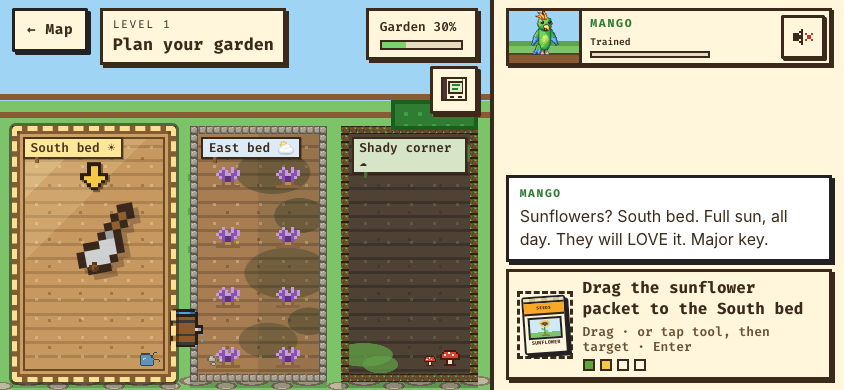 ← Map
LEVEL 1
Plan your garden
Garden 30%
South bed ☀
East bed ⛅
Shady corner
☁
MANGO
Trained
MANGO
Sunflowers? South bed. Full sun, all
day. They will LOVE it. Major key.
SEEDS
SUNFLOWER
Drag the sunflower
packet to the South bed
Drag · or tap tool, then
target · Enter